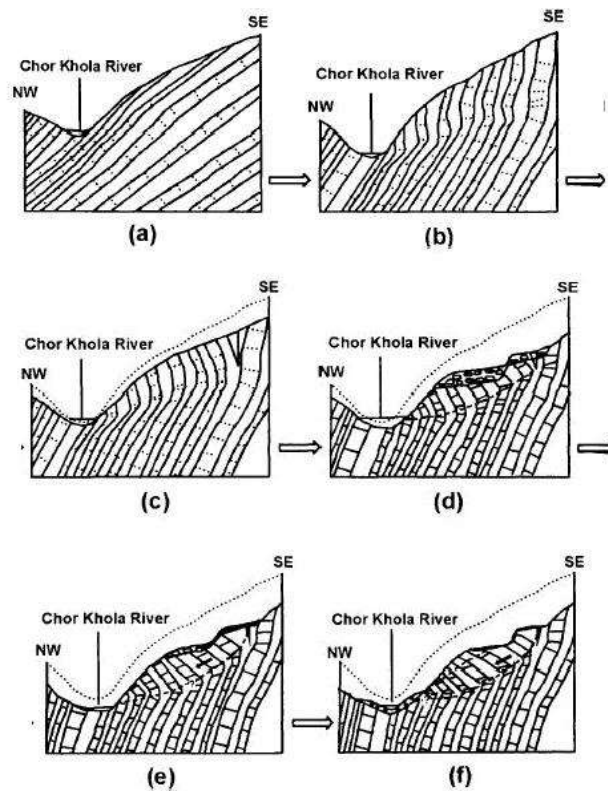 SE
Chor Khola River
NW
(a)
SE
Chor Khola River
NW
(b)
SE
Chor Khola River
NW
(c)
SE
Chor Khola River
NW
(d)
SE
Chor Khola River
NW
(e)
SE
Chor Khola River
NW
(f)